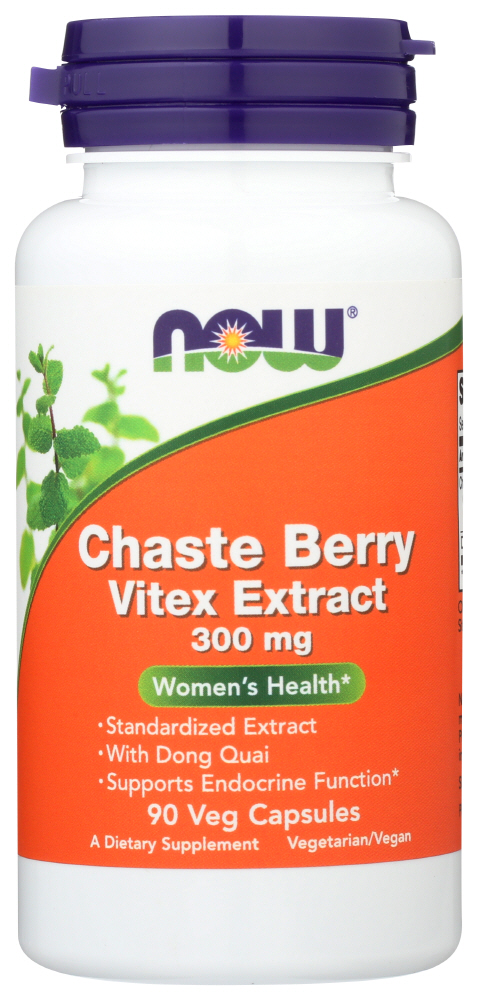 NOW®
Chaste Berry
Vitex Extract
300 mg
Women's Health*
•Standardized Extract
•With Dong Quai
•Supports Endocrine Function*
90 Veg Capsules
A Dietary Supplement Vegetarian/Vegan